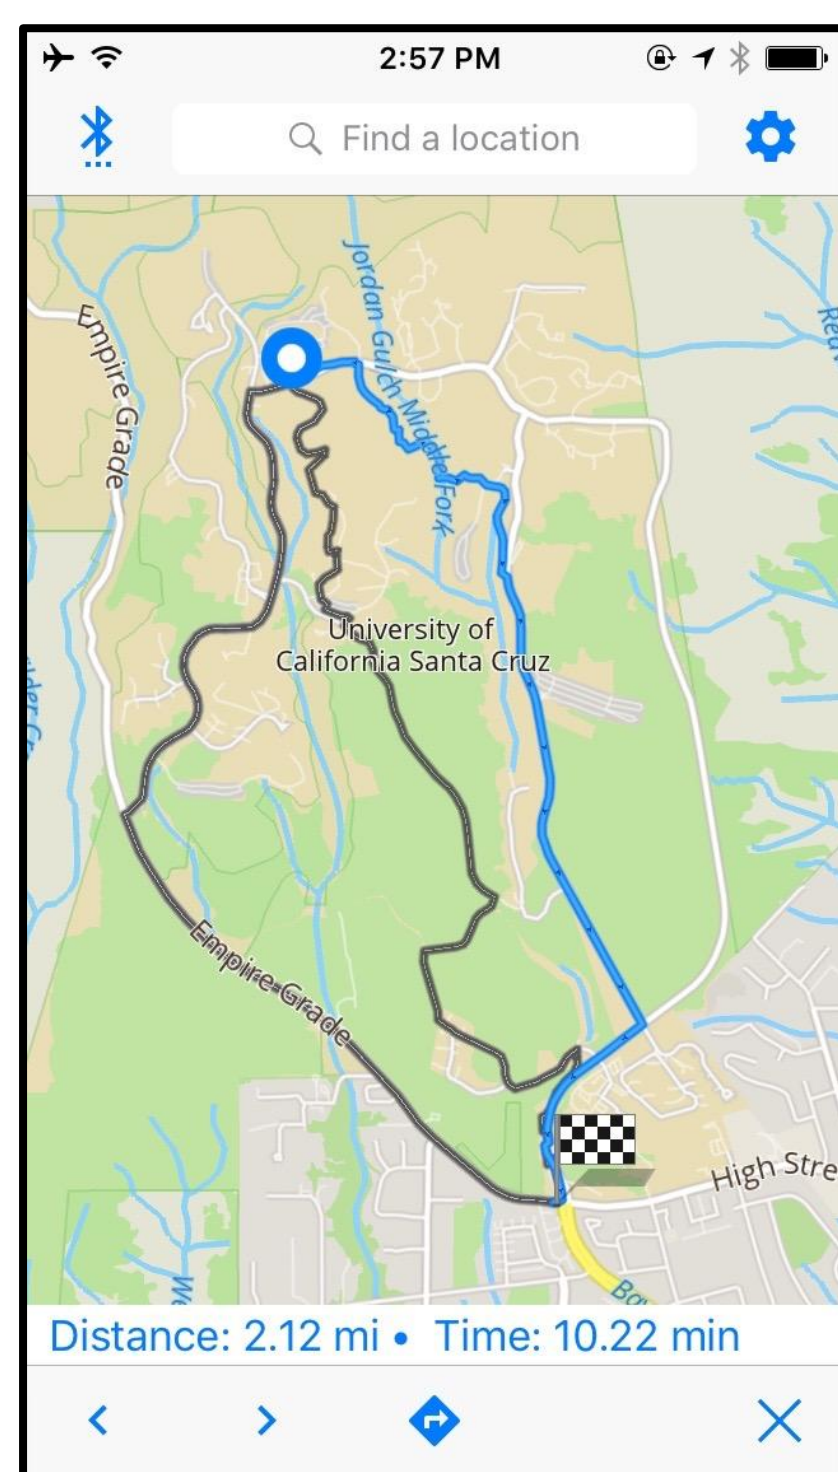 2:57 PM
Find a location
Empire Grade
Jordan Gulch Middle Fork
University of
California Santa Cruz
Empire Grade
High Stre
Distance: 2.12 mi • Time: 10.22 min